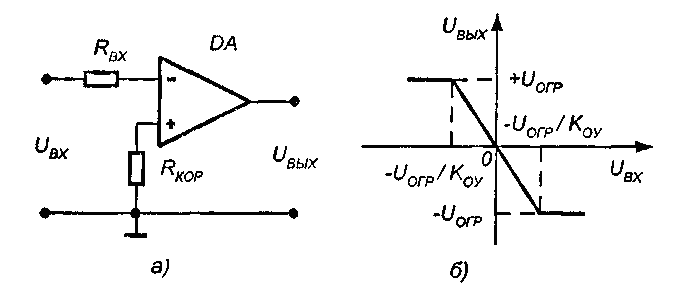 R_ВХ
DA
−
+
U_ВХ
R_КОР
U_ВЫХ
а)
U_ВЫХ
+U_ОГР
-U_ОГР / K_ОУ
0
-U_ОГР / K_ОУ
U_ВХ
-U_ОГР
б)